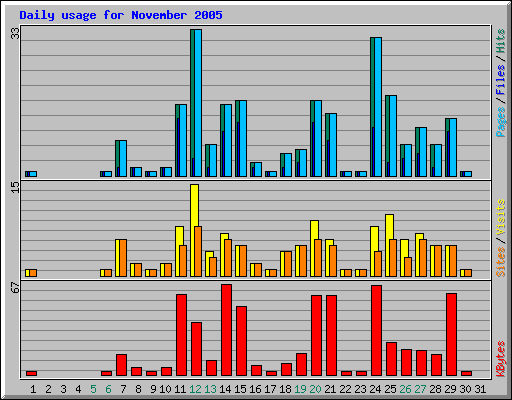 Daily usage for November 2005
33
15
67
Pages / Files / Hits
Sites / Visits
KBytes
1 2 3 4 5 6 7 8 9 10 11 12 13 14 15 16 17 18 19 20 21 22 23 24 25 26 27 28 29 30 31